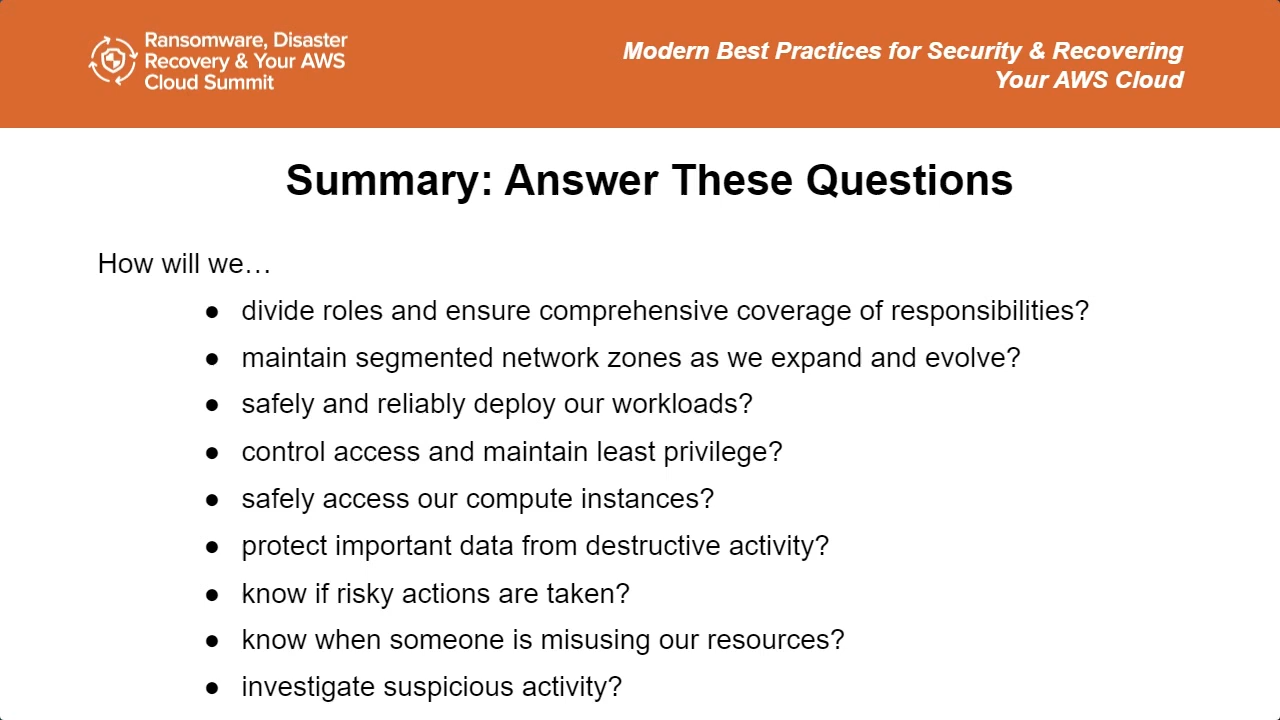 Ransomware, Disaster
Recovery & Your AWS
Cloud Summit
Modern Best Practices for Security & Recovering
Your AWS Cloud
Summary: Answer These Questions
How will we…
● divide roles and ensure comprehensive coverage of responsibilities?
● maintain segmented network zones as we expand and evolve?
● safely and reliably deploy our workloads?
● control access and maintain least privilege?
● safely access our compute instances?
● protect important data from destructive activity?
● know if risky actions are taken?
● know when someone is misusing our resources?
● investigate suspicious activity?